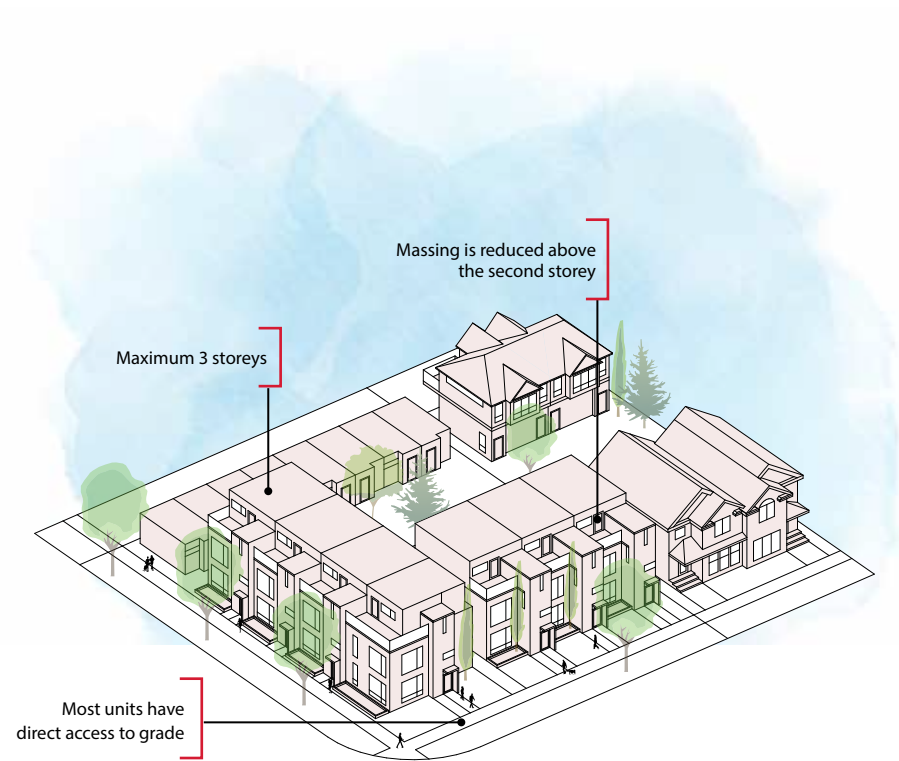 Massing is reduced above
the second storey
Maximum 3 storeys
Most units have
direct access to grade